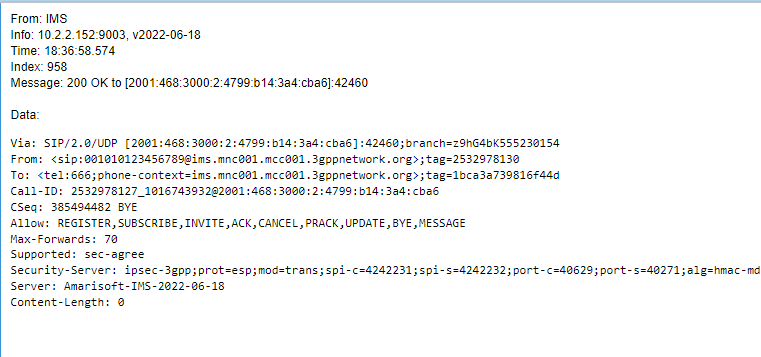 From: IMS
Info: 10.2.2.152:9003, v2022-06-18
Time: 18:36:58.574
Index: 958
Message: 200 OK to [2001:468:3000:2:4799:b14:3a4:cba6]:42460
Data:
Via: SIP/2.0/UDP [2001:468:3000:2:4799:b14:3a4:cba6]:42460;branch=z9hG4bK555230154
From: <sip:001010123456789@ims.mnc001.mcc001.3gppnetwork.org>;tag=2532978130
To: <tel:666;phone-context=ims.mnc001.mcc001.3gppnetwork.org>;tag=1bca3a739816f44d
Call-ID: 2532978127_1016743932@2001:468:3000:2:4799:b14:3a4:cba6
CSeq: 385494482 BYE
Allow: REGISTER,SUBSCRIBE,INVITE,ACK,CANCEL,PRACK,UPDATE,BYE,MESSAGE
Max-Forwards: 70
Supported: sec-agree
Security-Server: ipsec-3gpp;prot=esp;mod=trans;spi-c=4242231;spi-s=4242232;port-c=40629;port-s=40271;alg=hmac-md
Server: Amarisoft-IMS-2022-06-18
Content-Length: 0